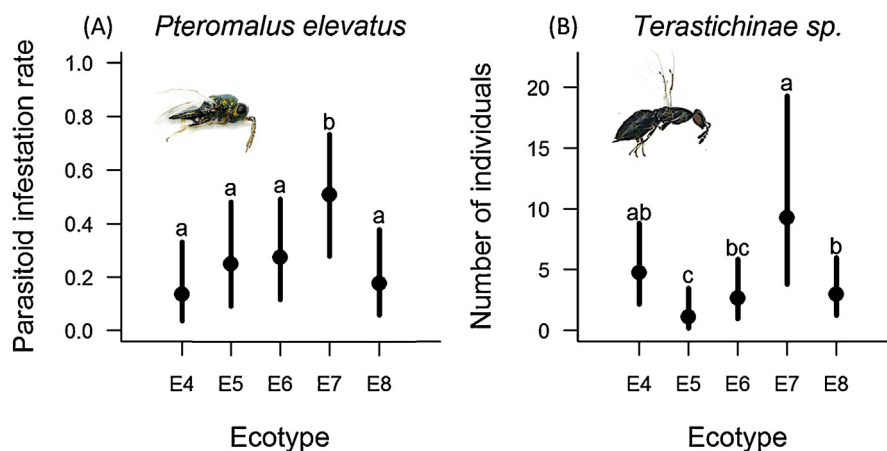 (A) Pteromalus elevatus
Parasitoid infestation rate
1.0
0.8
0.6
0.4
0.2
0.0
a
a
a
b
a
E4 E5 E6 E7 E8
Ecotype
(B) Terastichinae sp.
Number of individuals
20
15
10
5
0
ab
c
bc
a
b
E4 E5 E6 E7 E8
Ecotype